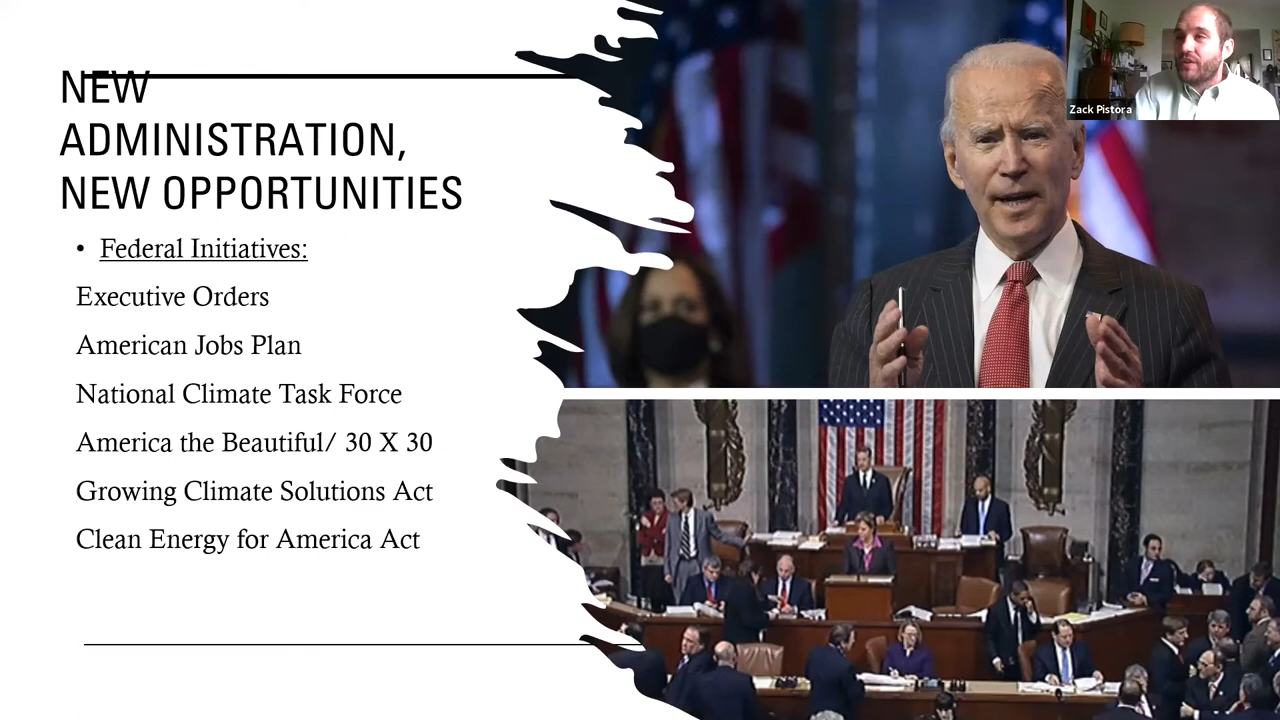 NEW
ADMINISTRATION,
NEW OPPORTUNITIES
• Federal Initiatives:
Executive Orders
American Jobs Plan
National Climate Task Force
America the Beautiful/ 30 X 30
Growing Climate Solutions Act
Clean Energy for America Act
Zack Pistora